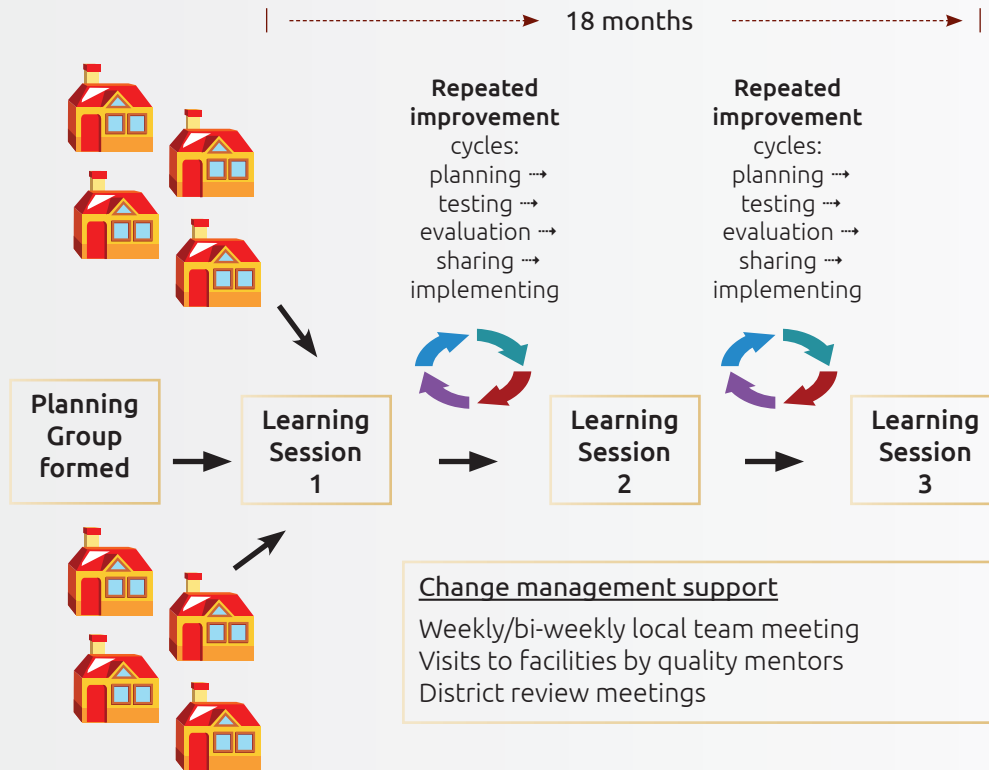 18 months
Repeated
improvement
cycles:
planning ⇢
testing ⇢
evaluation ⇢
sharing ⇢
implementing
Repeated
improvement
cycles:
planning ⇢
testing ⇢
evaluation ⇢
sharing ⇢
implementing
Planning
Group
formed
Learning
Session
1
Learning
Session
2
Learning
Session
3
Change management support
Weekly/bi-weekly local team meeting
Visits to facilities by quality mentors
District review meetings